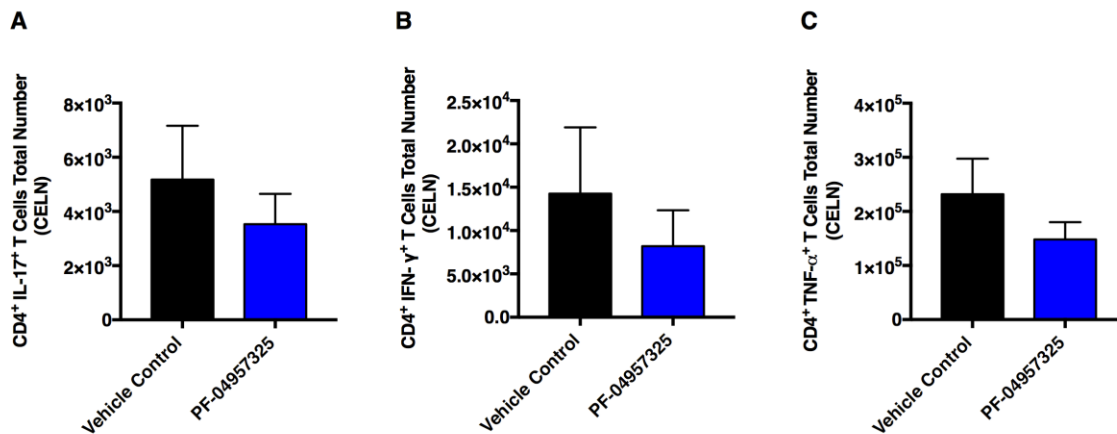 A
CD4⁺ IL-17⁺ T Cells Total Number
(CELN)
8×10³
6×10³
4×10³
2×10³
0
Vehicle Control
PF-04957325
B
CD4⁺ IFN- γ⁺ T Cells Total Number
(CELN)
2.5×10⁴
2.0×10⁴
1.5×10⁴
1.0×10⁴
5.0×10³
0.0
Vehicle Control
PF-04957325
C
CD4⁺ TNF-α⁺ T Cells Total Number
(CELN)
4×10⁵
3×10⁵
2×10⁵
1×10⁵
0
Vehicle Control
PF-04957325